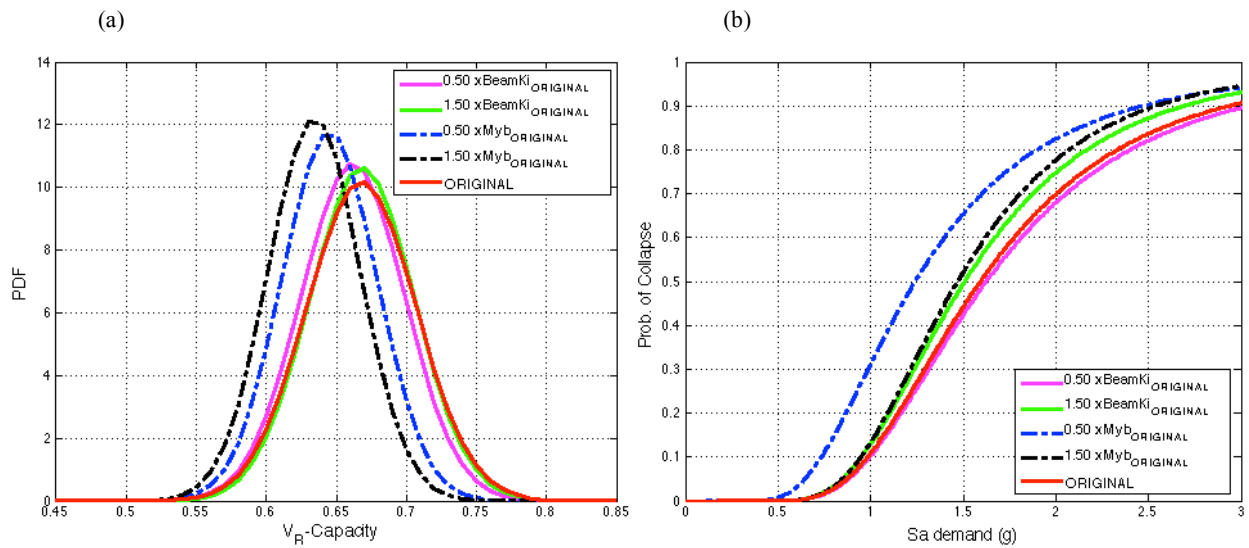 (a)
14
12
10
8
6
4
2
0
PDF
0.45 0.5 0.55 0.6 0.65 0.7 0.75 0.8 0.85
V_R-Capacity
0.50 xBeamKi_ORIGINAL
1.50 xBeamKi_ORIGINAL
0.50 xMyb_ORIGINAL
1.50 xMyb_ORIGINAL
ORIGINAL
(b)
1
0.9
0.8
0.7
0.6
0.5
0.4
0.3
0.2
0.1
0
Prob. of Collapse
0 0.5 1 1.5 2 2.5 3
Sa demand (g)
0.50 xBeamKi_ORIGINAL
1.50 xBeamKi_ORIGINAL
0.50 xMyb_ORIGINAL
1.50 xMyb_ORIGINAL
ORIGINAL